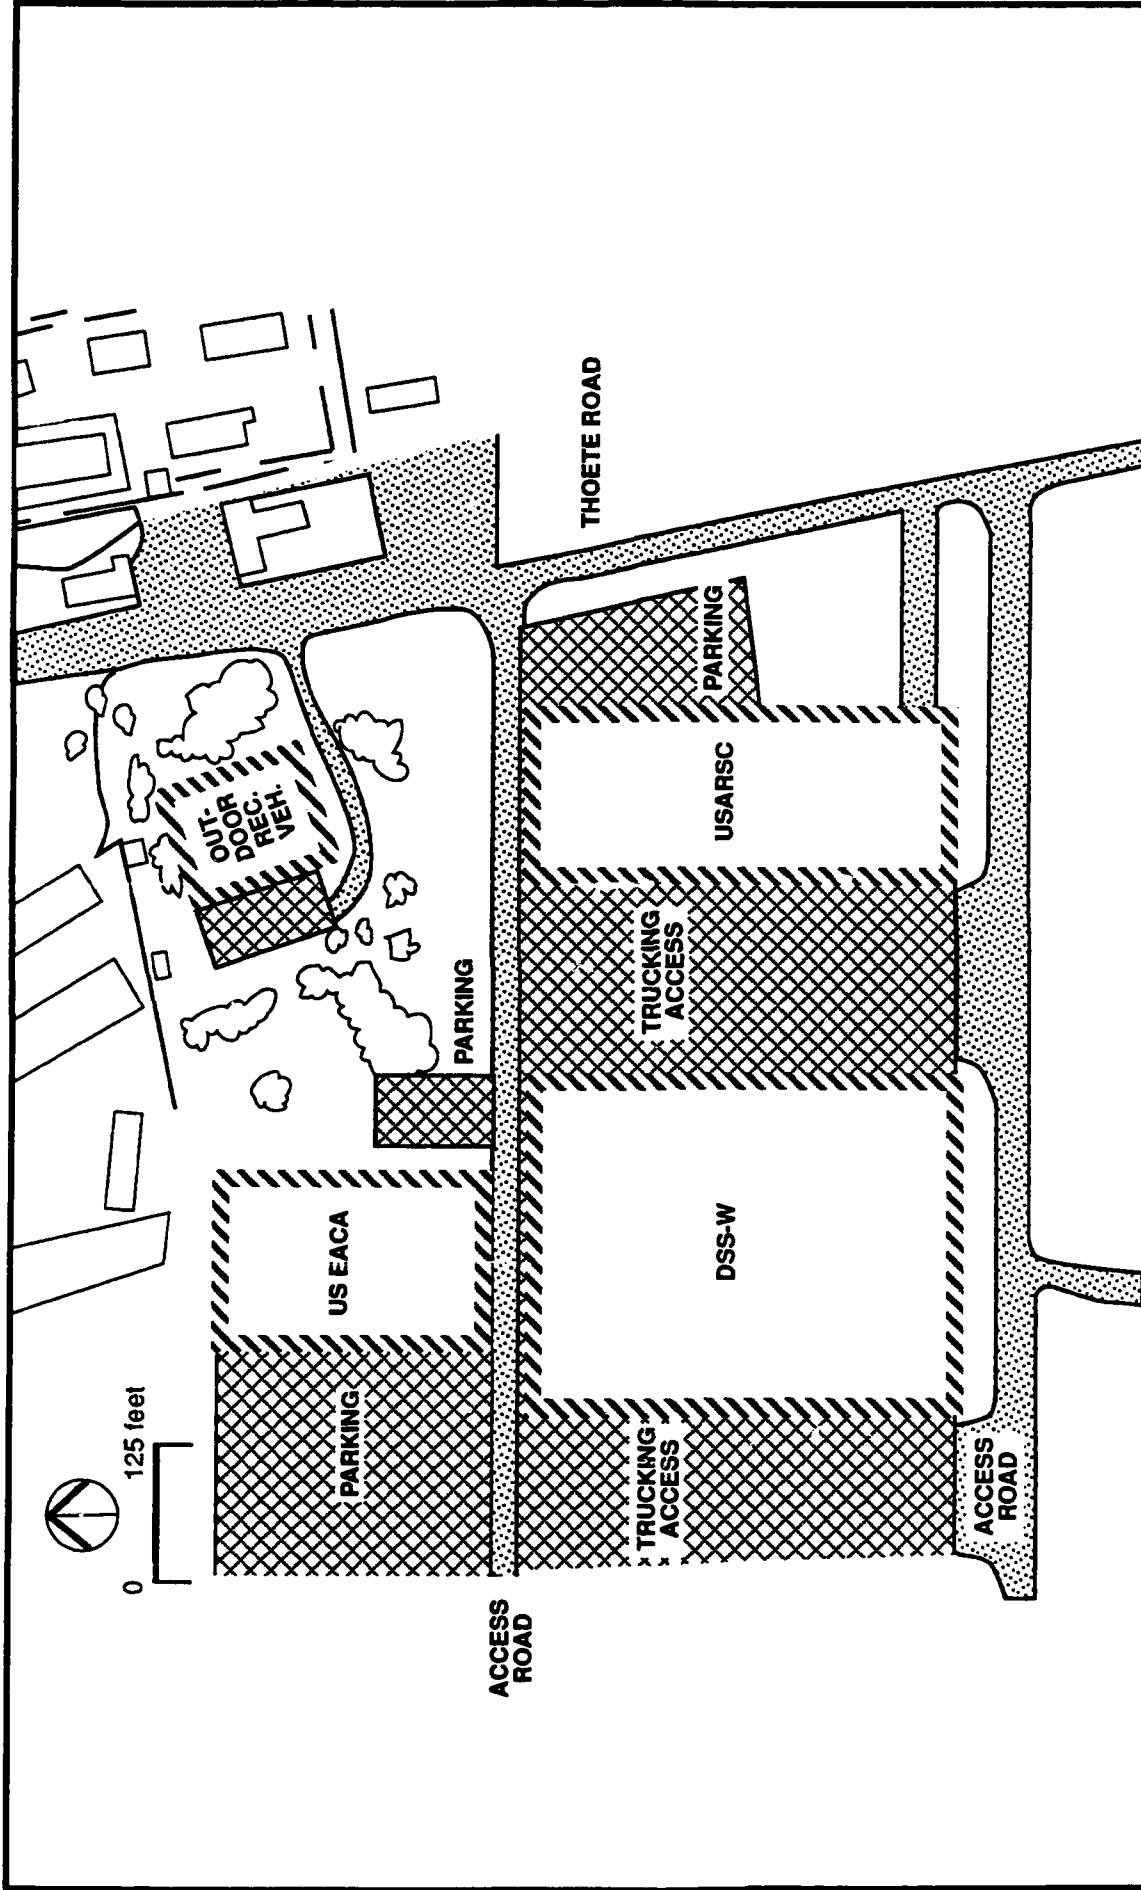 0
125 feet
OUT-
DOOR
REC.
VEH.
US EACA
PARKING
PARKING
THOETE ROAD
ACCESS
ROAD
TRUCKING
ACCESS
DSS-W
TRUCKING
ACCESS
USARSC
PARKING
ACCESS
ROAD